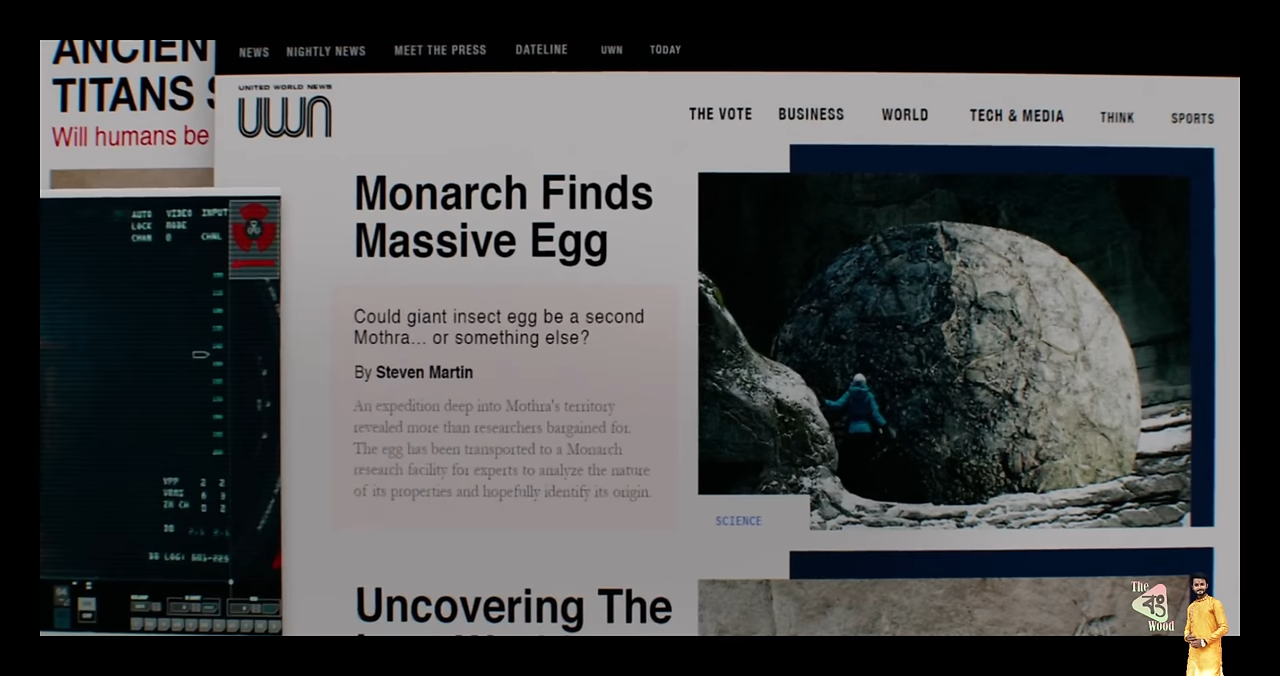 ANCIEN
TITANS S
Will humans be
NEWS NIGHTLY NEWS MEET THE PRESS DATELINE UWN TODAY
UNITED WORLD NEWS
UWN
THE VOTE BUSINESS WORLD TECH & MEDIA THINK SPORTS
Monarch Finds
Massive Egg
Could giant insect egg be a second
Mothra... or something else?
By Steven Martin
An expedition deep into Mothra's territory
revealed more than researchers bargained for.
The egg has been transported to a Monarch
research facility for experts to analyze the nature
of its properties and hopefully identify its origin.
SCIENCE
Uncovering The
AUTO VIDEO INPUT
LOCK MODE
CHAN 0 CHNL
The
বং
Wood